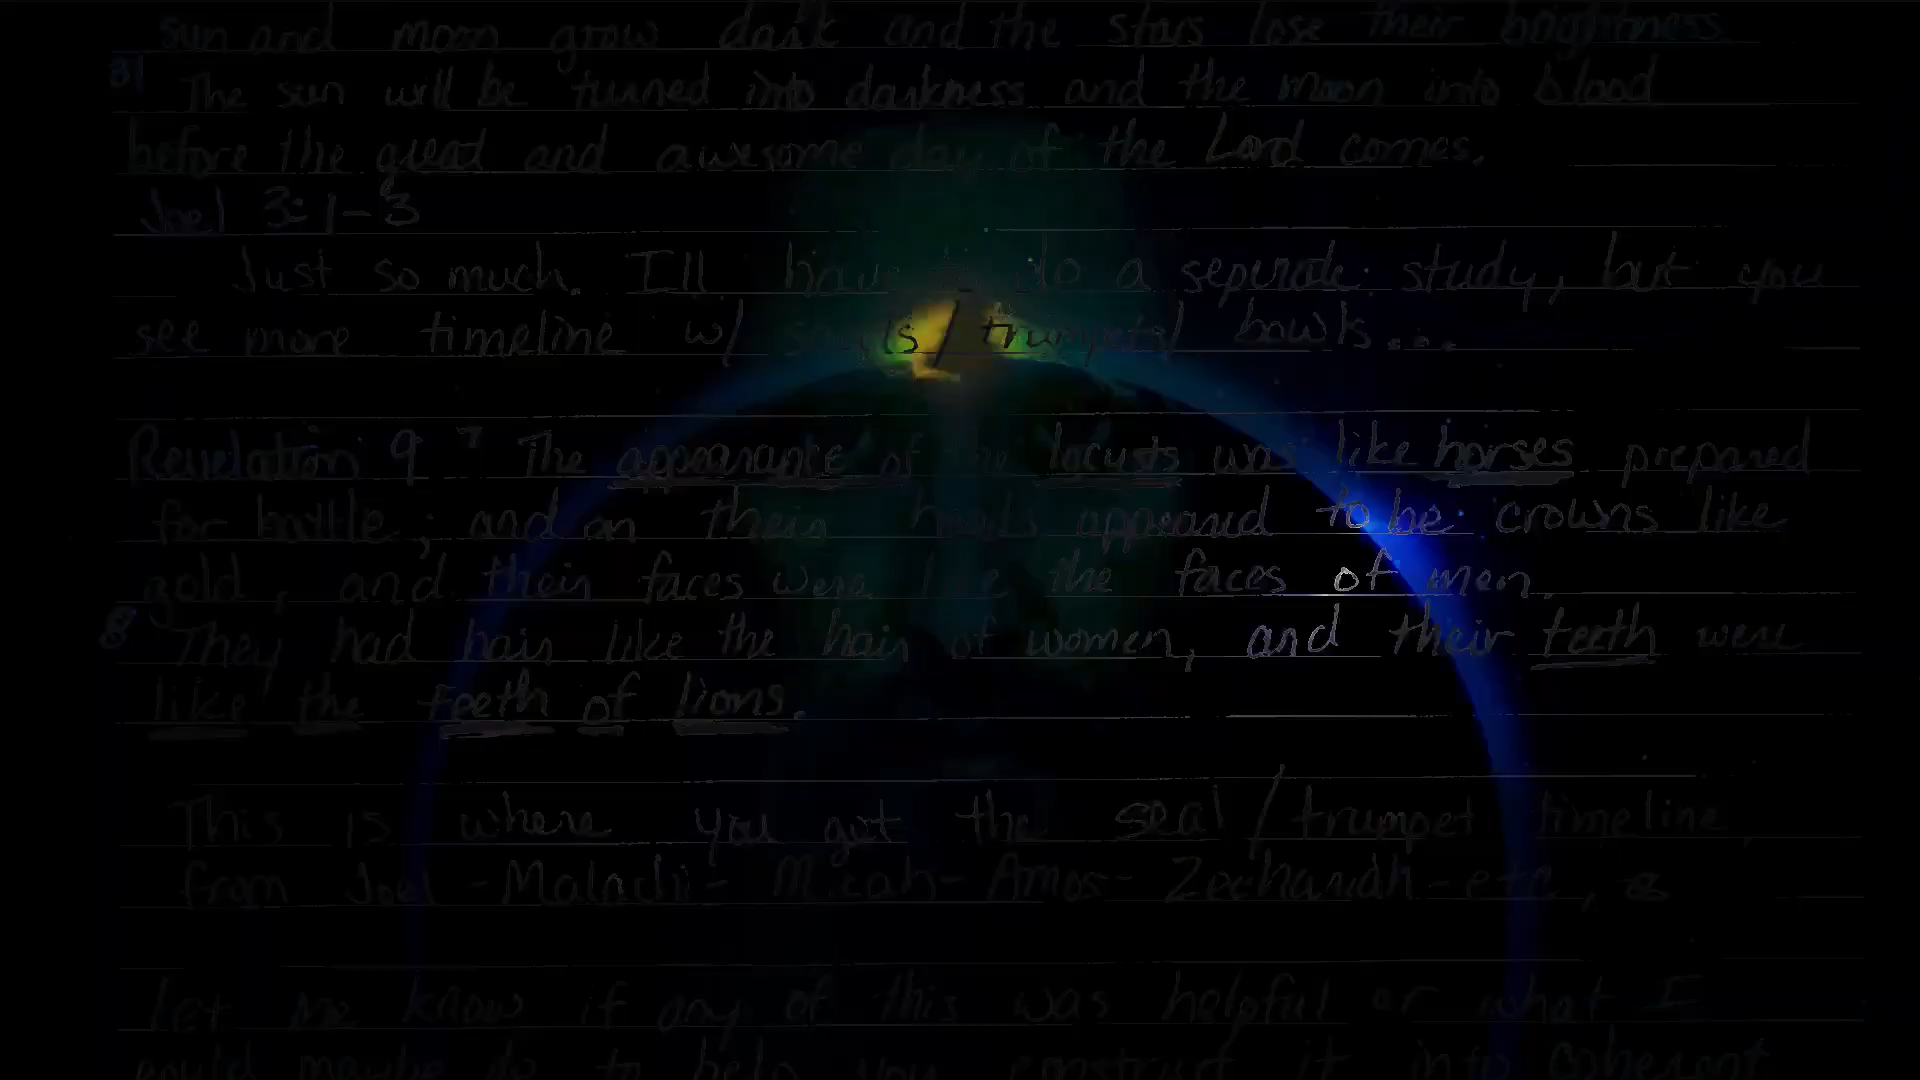 sun and moon grow dark and the stars lose their brightness
31 The sun will be turned into darkness and the moon into blood
before the great and awesome day of the Lord comes.
Joel 3:1-3
Just so much. I'll have to do a seperate study, but you
see more timeline w/ seals / trumpets / bowls...
Revelation 9 7 The appearance of the locusts was like horses prepared
for battle; and on their heads appeared to be crowns like
gold, and their faces were like the faces of men.
8 They had hair like the hair of women, and their teeth were
like the teeth of lions.
This is where you get the seal / trumpet timeline
from Joel - Malachi - Micah - Amos - Zechariah - etc,
Let me know if any of this was helpful or what I
could maybe do to help you construct it into coherent